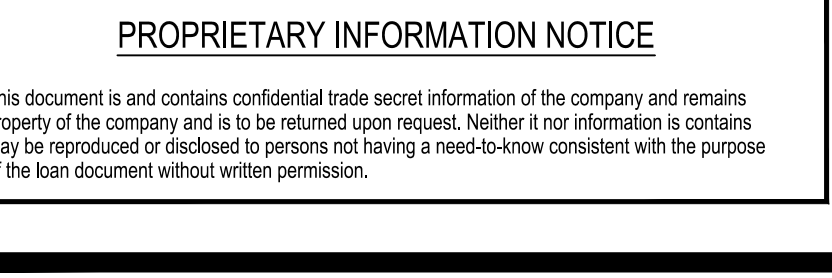 PROPRIETARY INFORMATION NOTICE
his document is and contains confidential trade secret information of the company and remains
roperty of the company and is to be returned upon request. Neither it nor information is contains
ay be reproduced or disclosed to persons not having a need-to-know consistent with the purpose
f the loan document without written permission.